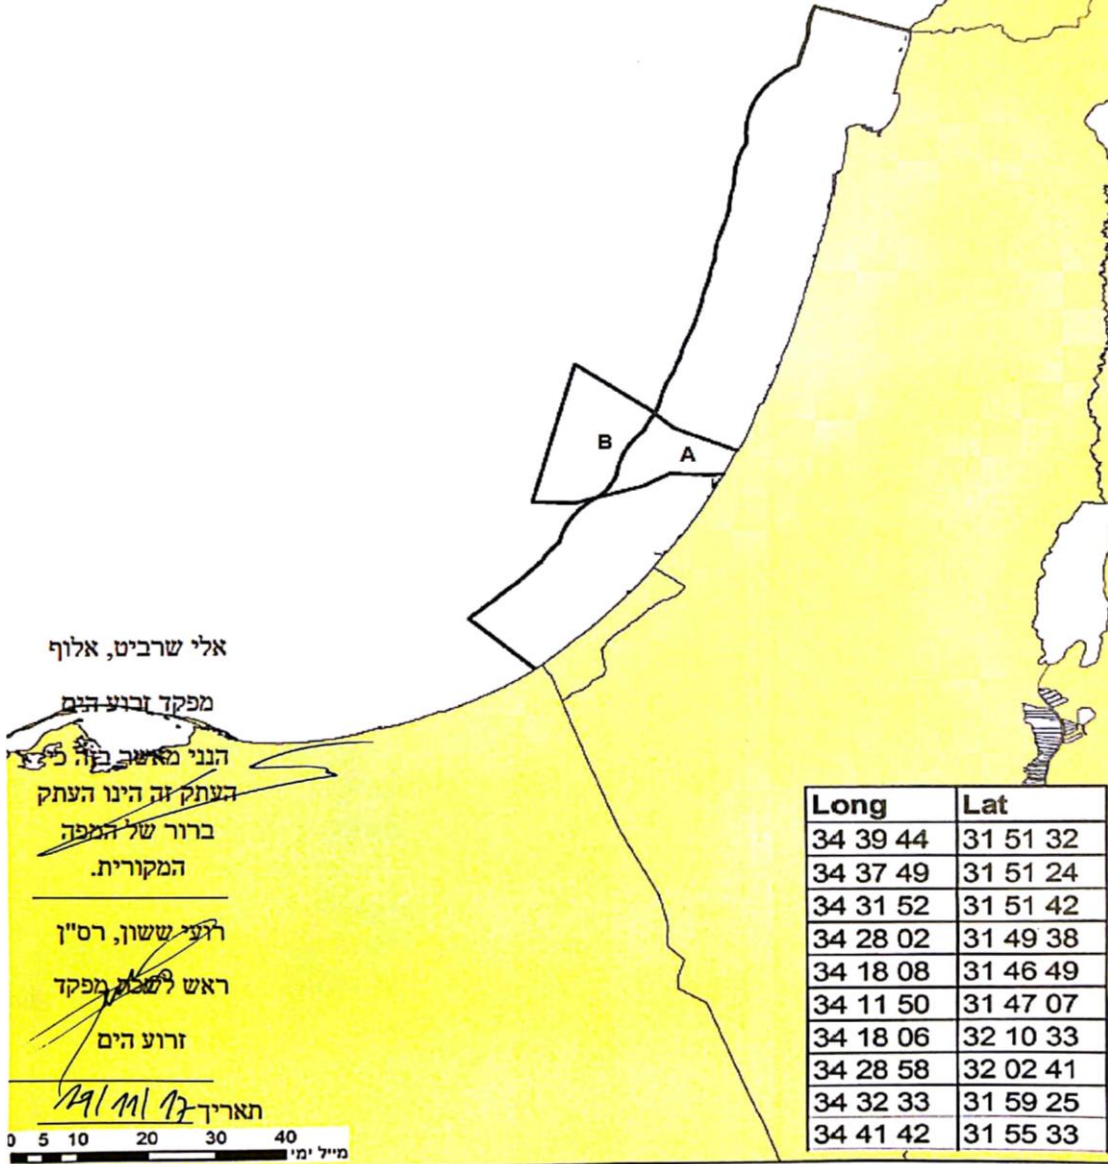 B
A
אלי שרביט, אלוף
מפקד זרוע הים
הנני מאשר בזה כי
העתק זה הינו העתק
ברור של המפה
המקורית.
רועי ששון, רס"ן
ראש לשכת מפקד
זרוע הים
תאריך 19/11/17
0 5 10 20 30 40
מייל ימי
Long Lat
34 39 44 31 51 32
34 37 49 31 51 24
34 31 52 31 51 42
34 28 02 31 49 38
34 18 08 31 46 49
34 11 50 31 47 07
34 18 06 32 10 33
34 28 58 32 02 41
34 32 33 31 59 25
34 41 42 31 55 33